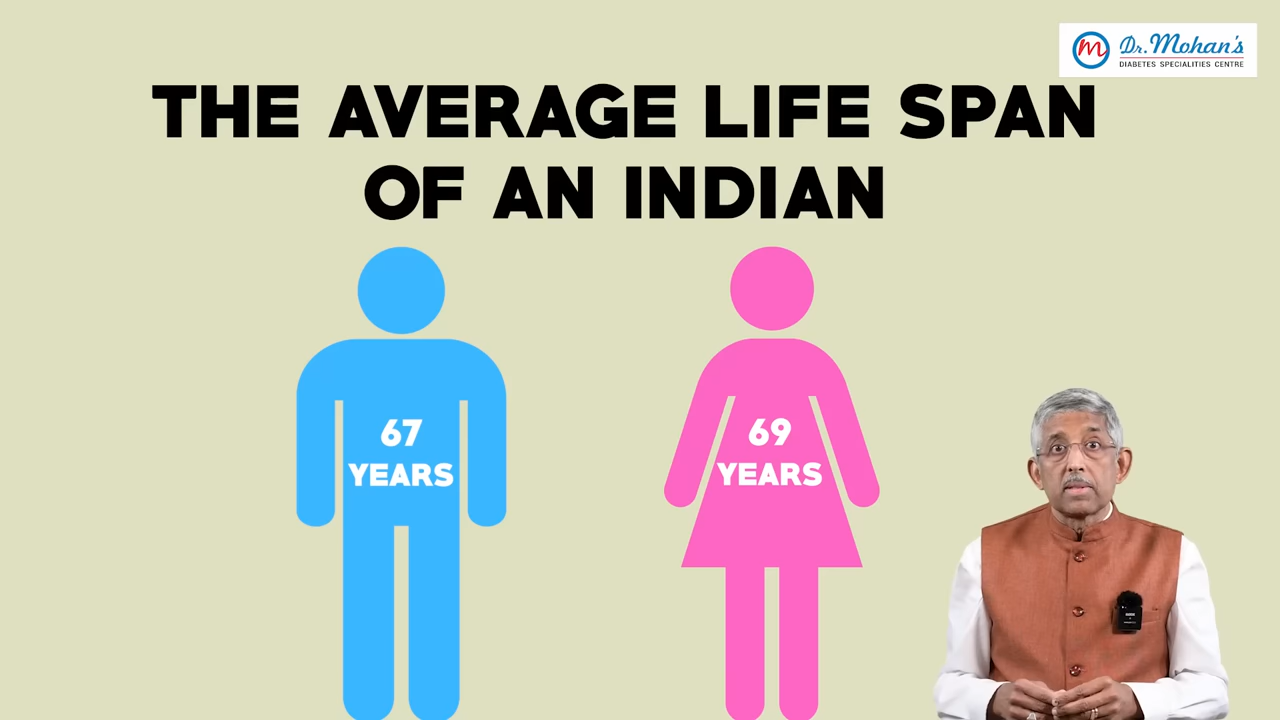 Dr. Mohan's
DIABETES SPECIALITIES CENTRE
THE AVERAGE LIFE SPAN
OF AN INDIAN
67
YEARS
69
YEARS